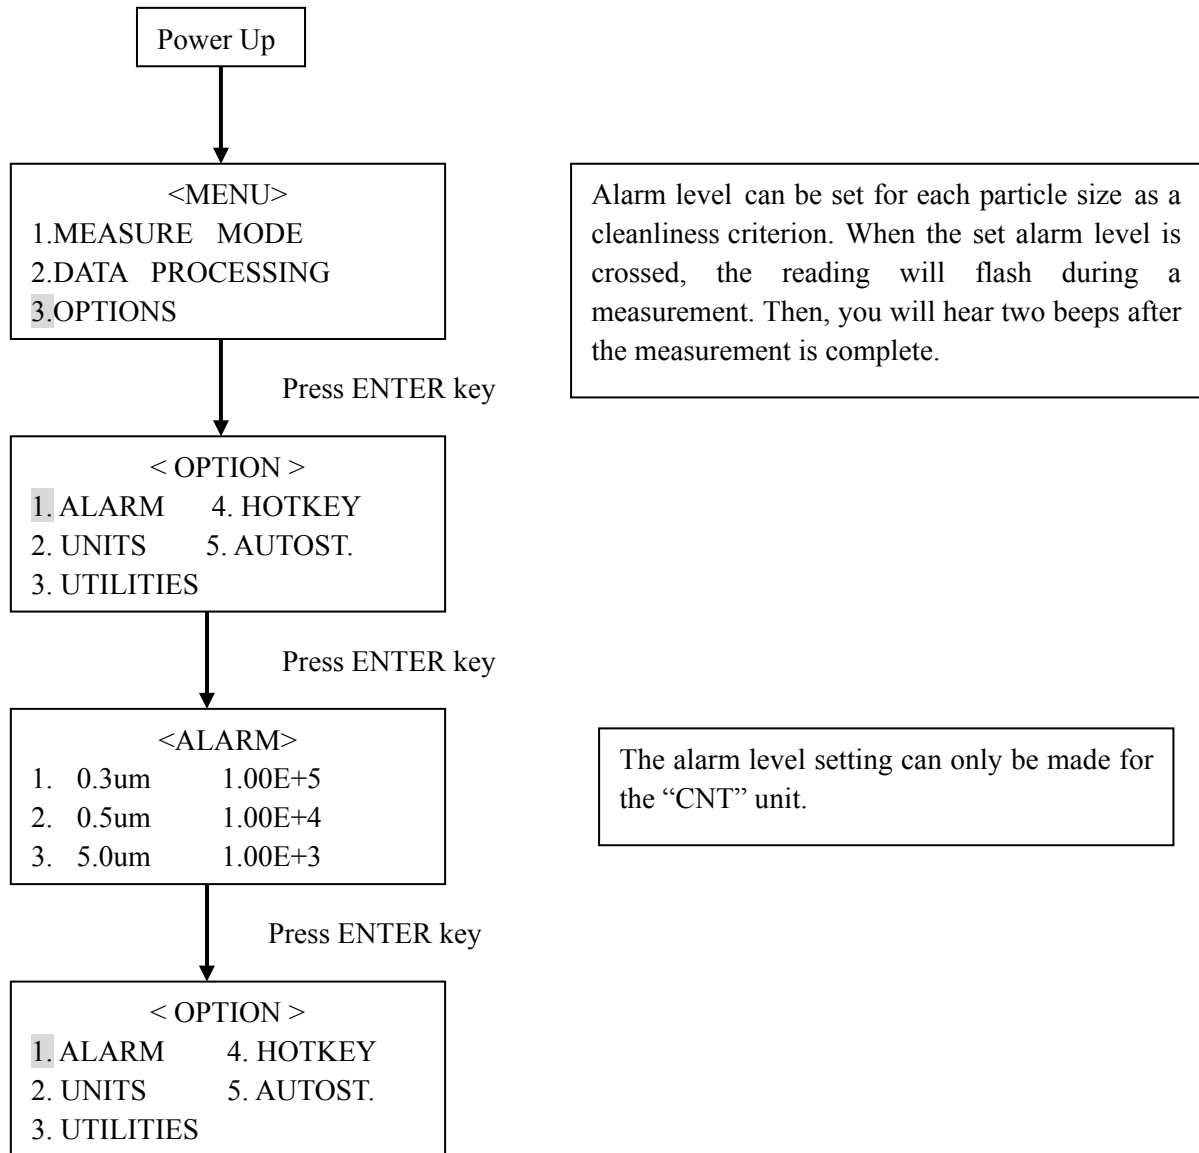 Power Up
<MENU>
1.MEASURE MODE
2.DATA PROCESSING
3.OPTIONS
Alarm level can be set for each particle size as a
cleanliness criterion. When the set alarm level is
crossed, the reading will flash during a
measurement. Then, you will hear two beeps after
the measurement is complete.
Press ENTER key
< OPTION >
1. ALARM 4. HOTKEY
2. UNITS 5. AUTOST.
3. UTILITIES
Press ENTER key
<ALARM>
1. 0.3um 1.00E+5
2. 0.5um 1.00E+4
3. 5.0um 1.00E+3
The alarm level setting can only be made for
the “CNT” unit.
Press ENTER key
< OPTION >
1. ALARM 4. HOTKEY
2. UNITS 5. AUTOST.
3. UTILITIES